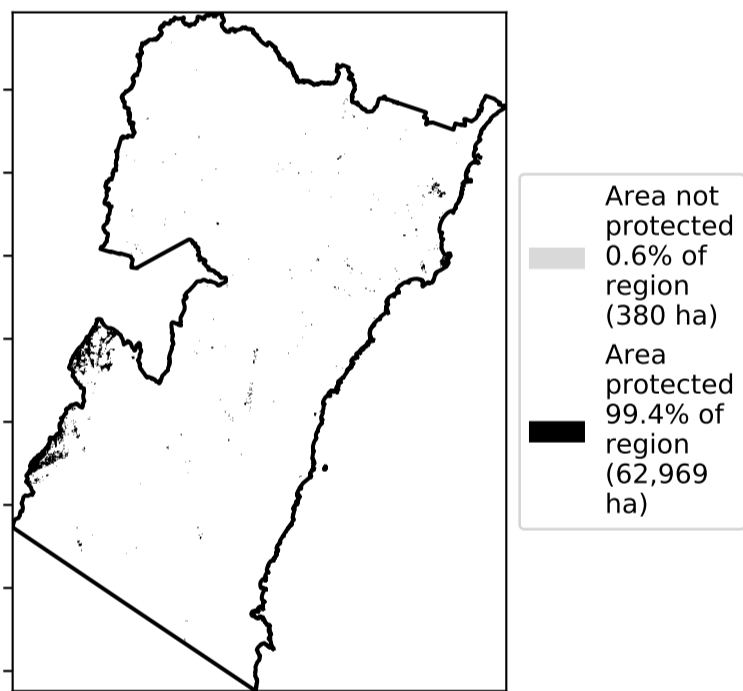 Area not
protected
0.6% of
region
(380 ha)
Area
protected
99.4% of
region
(62,969
ha)